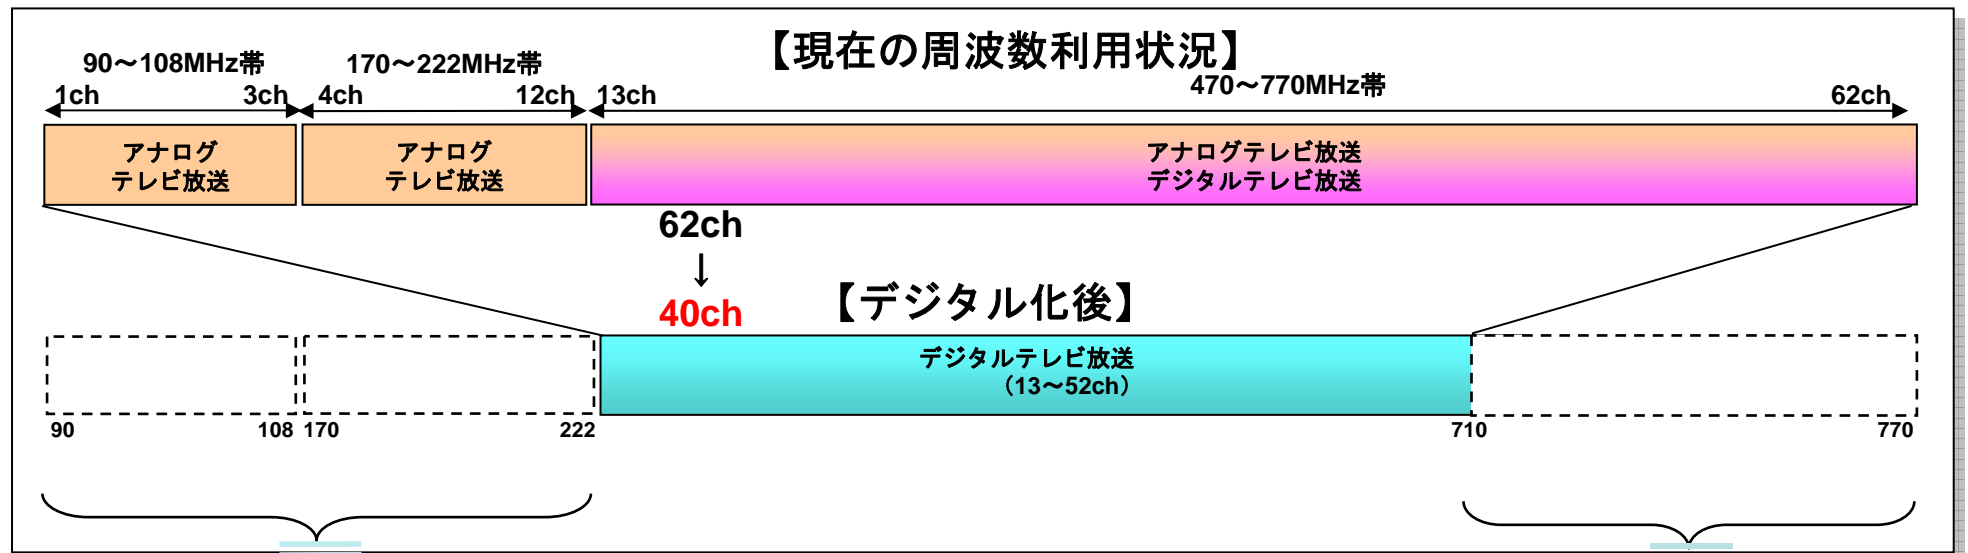 【現在の周波数利用状況】
90～108MHz帯
170～222MHz帯
470～770MHz帯
1ch
3ch
4ch
12ch
13ch
62ch
アナログ
テレビ放送
アナログ
テレビ放送
アナログテレビ放送
デジタルテレビ放送
62ch
↓
40ch
【デジタル化後】
デジタルテレビ放送
（13～52ch）
90
108
170
222
710
770